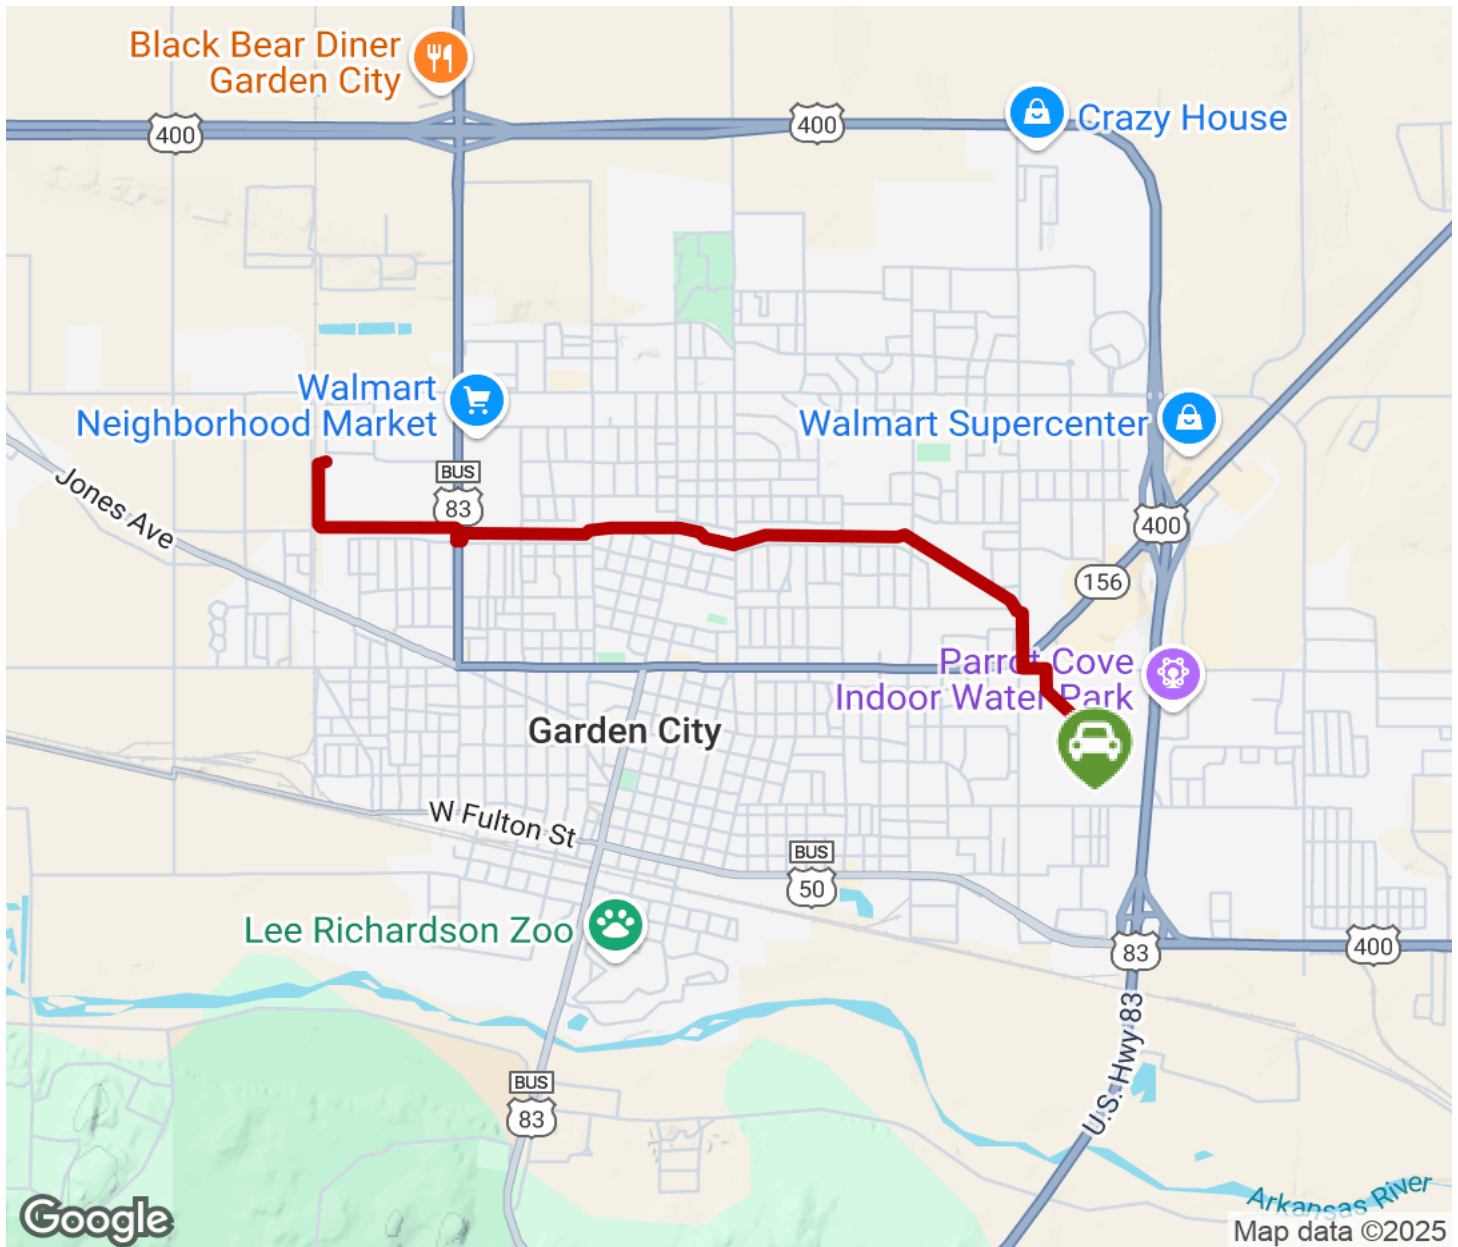 Black Bear Diner
Garden City
400
400
Crazy House
Walmart
Neighborhood Market
Walmart Supercenter
BUS
83
Jones Ave
400
156
Parrot Cove
Indoor Water Park
Garden City
W Fulton St
BUS
50
Lee Richardson Zoo
83
400
U.S. Hwy 83
BUS
83
Arkansas River
Google
Map data ©2025